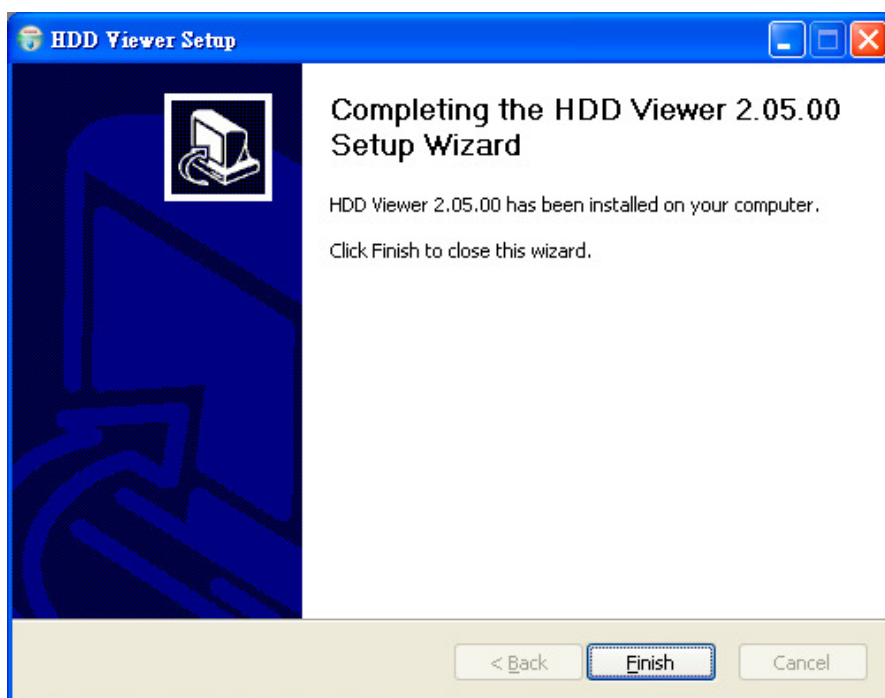 HDD Viewer Setup
Completing the HDD Viewer 2.05.00
Setup Wizard
HDD Viewer 2.05.00 has been installed on your computer.
Click Finish to close this wizard.
< Back Finish Cancel